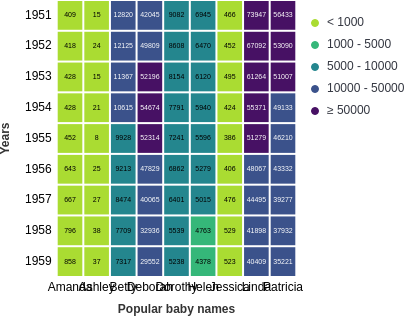 1951 409 15 12820 42045 9082 6945 466 73947 56433
1952 418 24 12125 49809 8608 6470 452 67092 53090
1953 428 15 11367 52196 8154 6120 495 61264 51007
1954 428 21 10615 54674 7791 5940 424 55371 49133
1955 452 8 9928 52314 7241 5596 386 51279 46210
1956 643 25 9213 47829 6862 5279 406 48067 43332
1957 667 27 8474 40065 6401 5015 476 44495 39277
1958 796 38 7709 32936 5539 4763 529 41898 37932
1959 858 37 7317 29552 5238 4378 523 40409 35221
Amanda Ashley Betty Deborah Dorothy Helen Jessica Linda Patricia
Popular baby names
Years
< 1000
1000 - 5000
5000 - 10000
10000 - 50000
≥ 50000